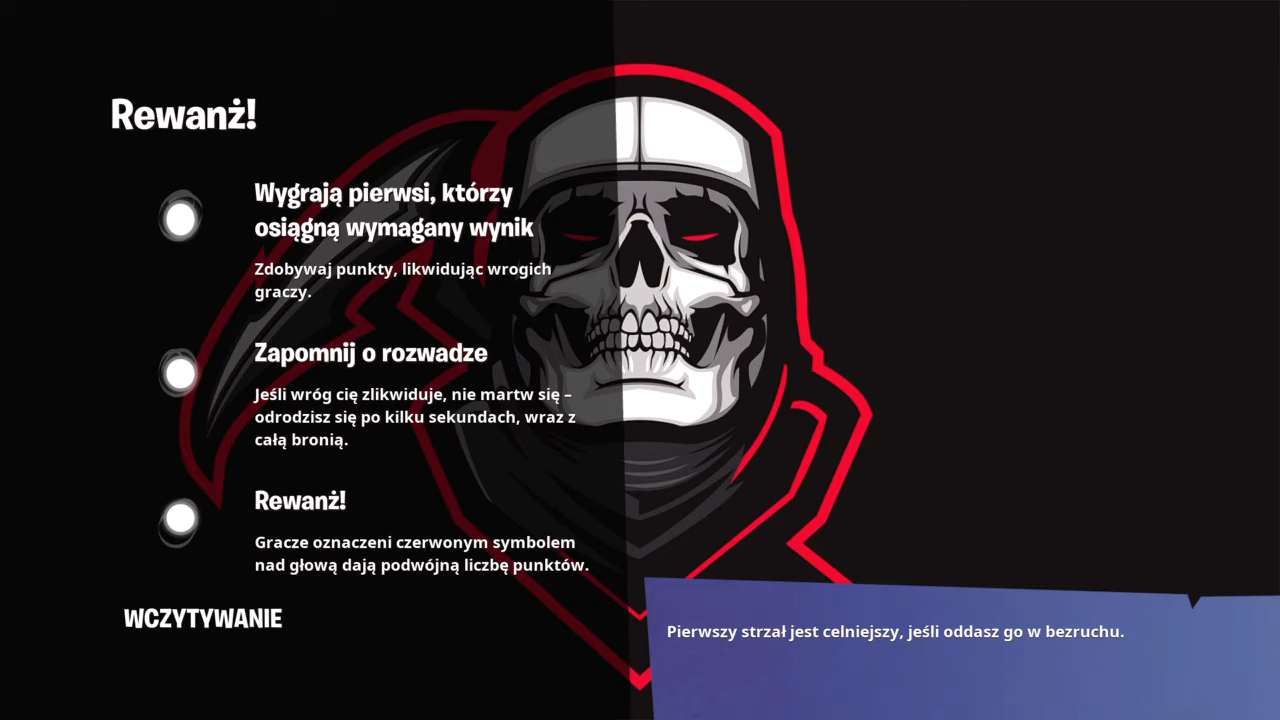 Rewanż!
Wygrają pierwsi, którzy
osiągną wymagany wynik
Zdobywaj punkty, likwidując wrogich
graczy.
Zapomnij o rozwadze
Jeśli wróg cię zlikwiduje, nie martw się –
odrodzisz się po kilku sekundach, wraz z
całą bronią.
Rewanż!
Gracze oznaczeni czerwonym symbolem
nad głową dają podwójną liczbę punktów.
WCZYTYWANIE
Pierwszy strzał jest celniejszy, jeśli oddasz go w bezruchu.